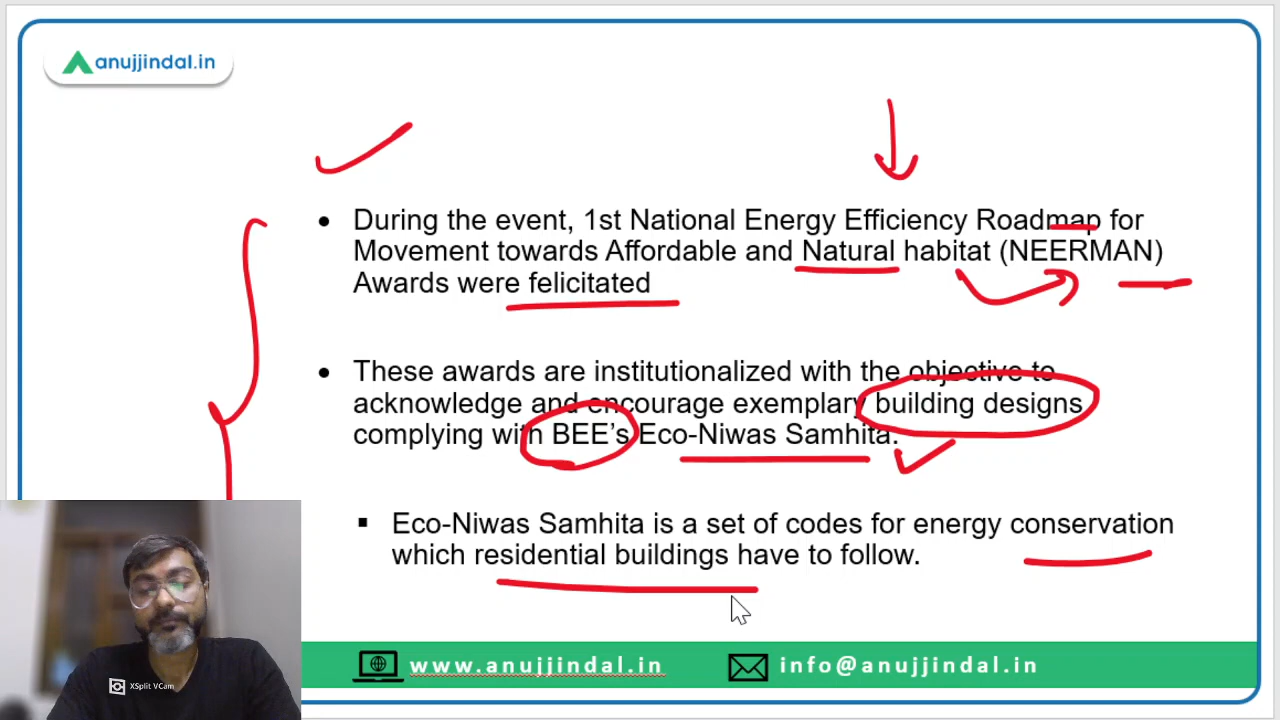 anujjindal.in
During the event, 1st National Energy Efficiency Roadmap for
Movement towards Affordable and Natural habitat (NEERMAN)
Awards were felicitated
These awards are institutionalized with the objective to
acknowledge and encourage exemplary building designs
complying with BEE's Eco-Niwas Samhita.
Eco-Niwas Samhita is a set of codes for energy conservation
which residential buildings have to follow.
XSplit VCam
www.anujjindal.in
info@anujjindal.in